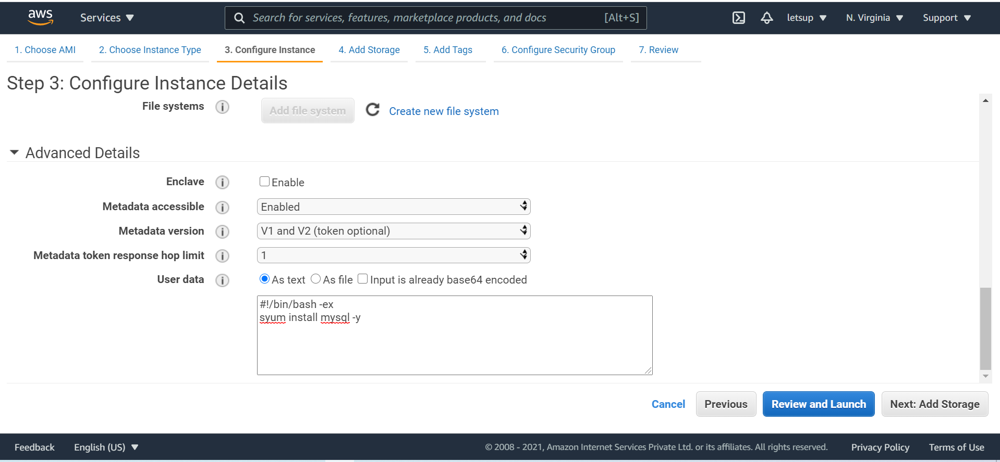 aws Services Search for services, features, marketplace products, and docs [Alt+S] letsup N. Virginia Support
1. Choose AMI 2. Choose Instance Type 3. Configure Instance 4. Add Storage 5. Add Tags 6. Configure Security Group 7. Review
Step 3: Configure Instance Details
File systems Add file system Create new file system
Advanced Details
Enclave Enable
Metadata accessible Enabled
Metadata version V1 and V2 (token optional)
Metadata token response hop limit 1
User data As text As file Input is already base64 encoded
#!/bin/bash -ex
syum install mysql -y
Cancel Previous Review and Launch Next: Add Storage
Feedback English (US) © 2008 - 2021, Amazon Internet Services Private Ltd. or its affiliates. All rights reserved. Privacy Policy Terms of Use